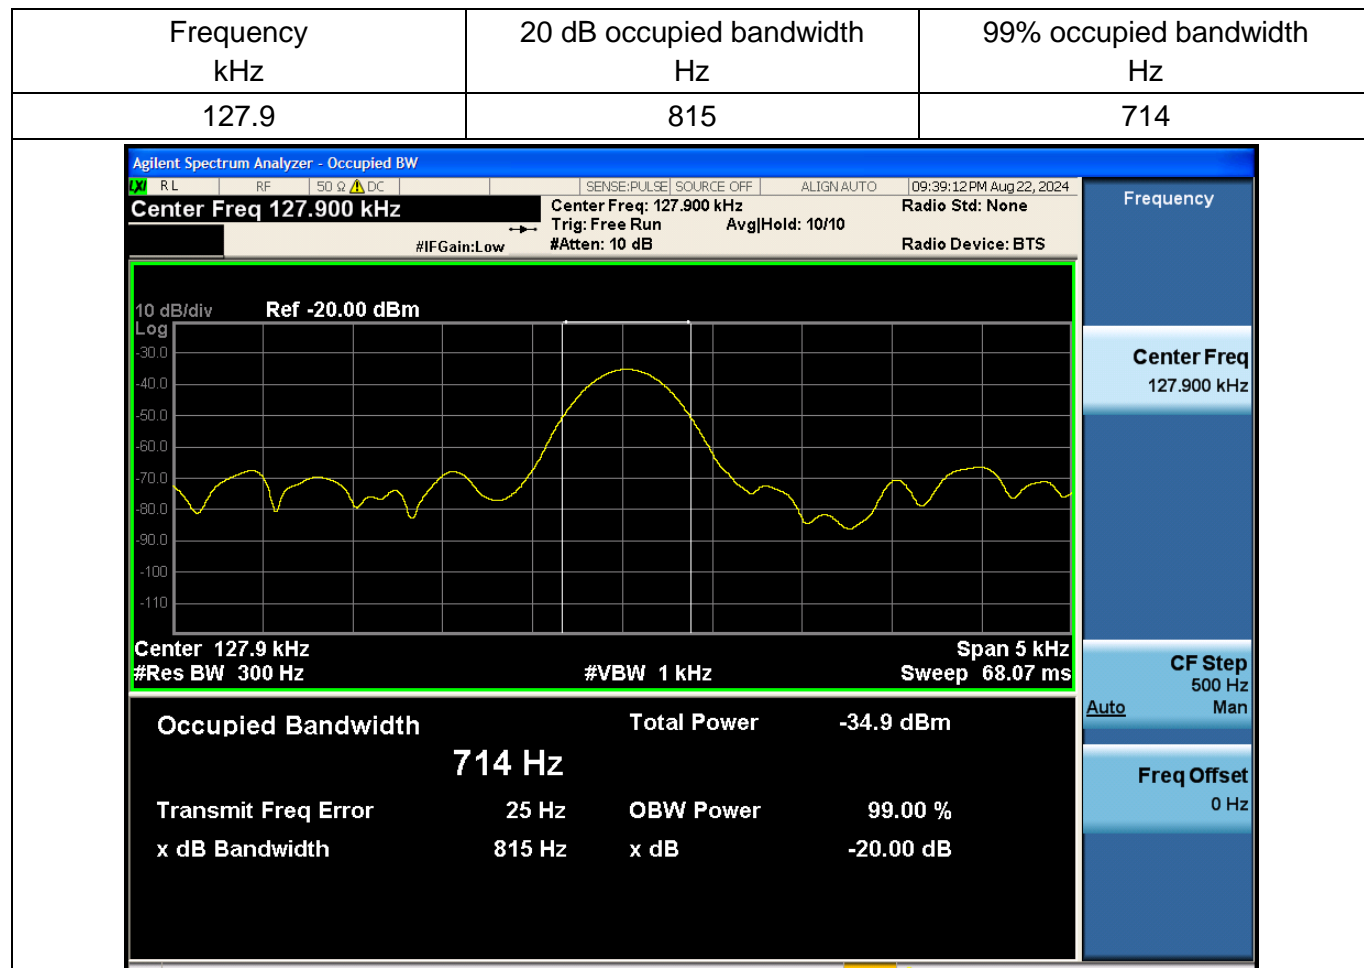 Frequency
kHz
20 dB occupied bandwidth
Hz
99% occupied bandwidth
Hz
127.9
815
714
Agilent Spectrum Analyzer - Occupied BW
LXI RL RF 50 Ω DC SENSE:PULSE SOURCE OFF ALIGN AUTO 09:39:12 PM Aug 22, 2024
Center Freq 127.900 kHz
Center Freq: 127.900 kHz
Radio Std: None
Trig: Free Run Avg|Hold: 10/10
#IFGain:Low
#Atten: 10 dB
Radio Device: BTS
10 dB/div Ref -20.00 dBm
Log
-30.0
-40.0
-50.0
-60.0
-70.0
-80.0
-90.0
-100
-110
Center 127.9 kHz Span 5 kHz
#Res BW 300 Hz #VBW 1 kHz Sweep 68.07 ms
Occupied Bandwidth Total Power -34.9 dBm
714 Hz
Transmit Freq Error 25 Hz OBW Power 99.00 %
x dB Bandwidth 815 Hz x dB -20.00 dB
Frequency
Center Freq
127.900 kHz
CF Step
500 Hz
Auto Man
Freq Offset
0 Hz